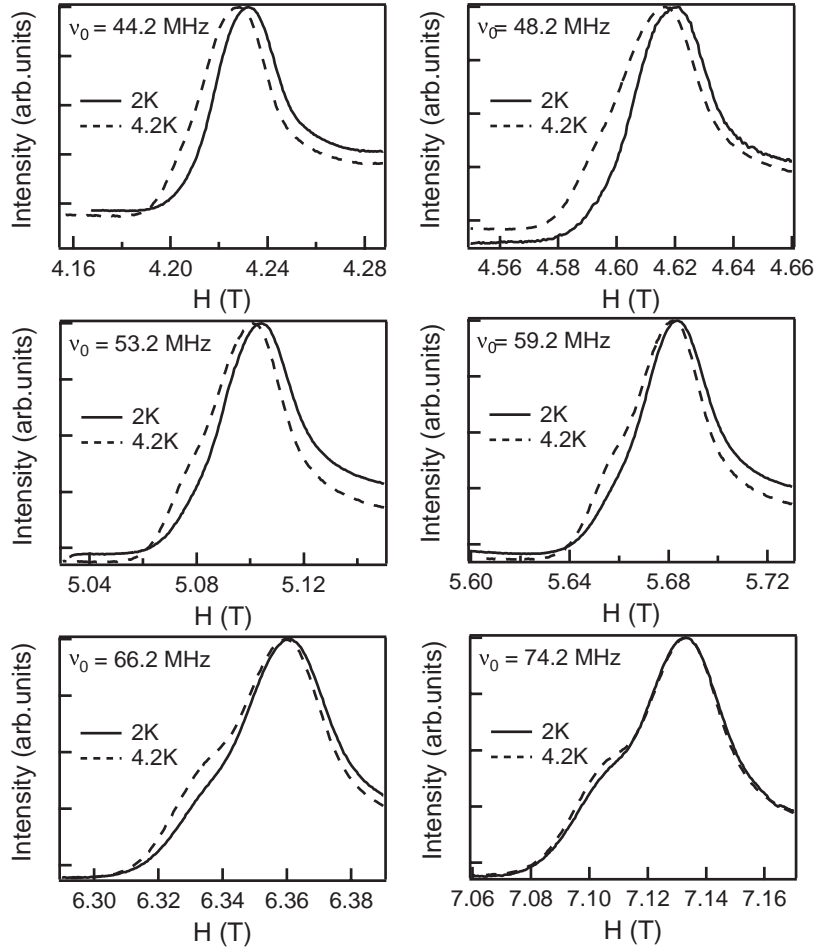 ν₀ = 44.2 MHz
2K
4.2K
Intensity (arb.units)
4.16 4.20 4.24 4.28
H (T)
ν₀= 48.2 MHz
2K
4.2K
Intensity (arb.units)
4.56 4.58 4.60 4.62 4.64 4.66
H (T)
ν₀ = 53.2 MHz
2K
4.2K
Intensity (arb.units)
5.04 5.08 5.12
H (T)
ν₀= 59.2 MHz
2K
4.2K
Intensity (arb.units)
5.60 5.64 5.68 5.72
H (T)
ν₀ = 66.2 MHz
2K
4.2K
Intensity (arb.units)
6.30 6.32 6.34 6.36 6.38
H (T)
ν₀ = 74.2 MHz
2K
4.2K
Intensity (arb.units)
7.06 7.08 7.10 7.12 7.14 7.16
H (T)